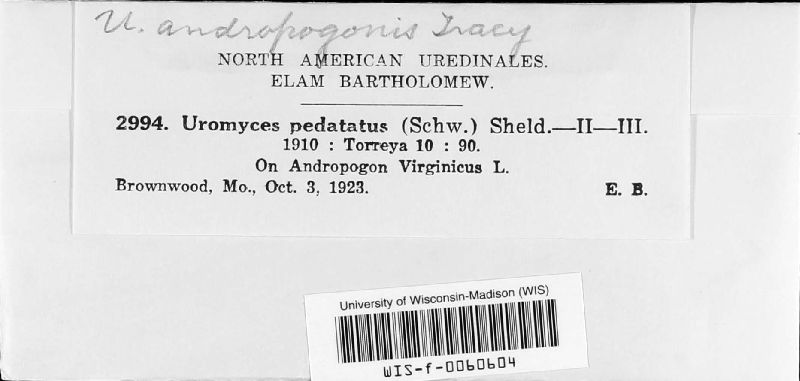 U. andropogonis Tracy
NORTH AMERICAN UREDINALES.
ELAM BARTHOLOMEW.
2994. Uromyces pedatatus (Schw.) Sheld.—II—III.
1910 : Torreya 10 : 90.
On Andropogon Virginicus L.
Brownwood, Mo., Oct. 3, 1923. E. B.
University of Wisconsin-Madison (WIS)
WIS-f-0060604